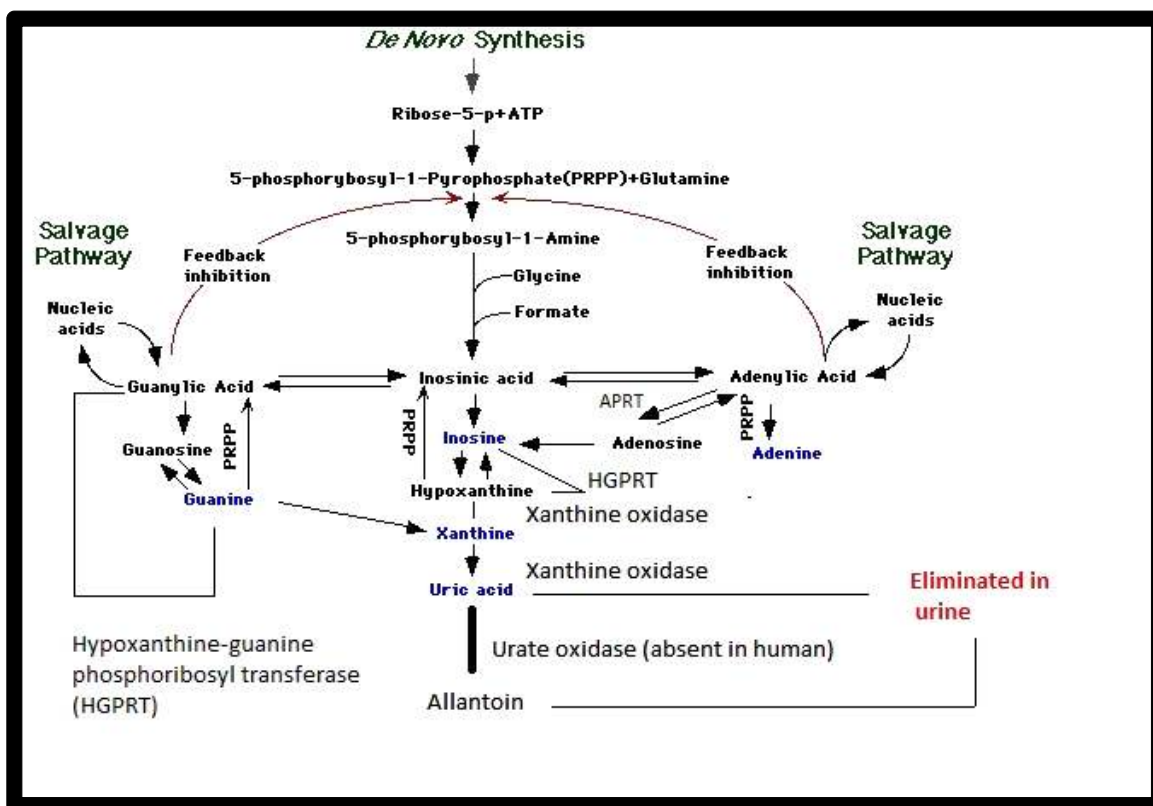 De Novo Synthesis
Ribose-5-p+ATP
5-phosphorybosyl-1-Pyrophosphate(PRPP)+Glutamine
5-phosphorybosyl-1-Amine
Salvage
Pathway
Feedback
inhibition
Glycine
Formate
Feedback
inhibition
Salvage
Pathway
Nucleic
acids
Nucleic
acids
Guanylic Acid
Inosinic acid
Adenylic Acid
APRT
PRPP
PRPP
PRPP
Guanosine
Inosine
Adenosine
Adenine
Guanine
Hypoxanthine
HGPRT
Xanthine oxidase
Xanthine
Xanthine oxidase
Uric acid
Eliminated in
urine
Hypoxanthine-guanine
phosphoribosyl transferase
(HGPRT)
Urate oxidase (absent in human)
Allantoin